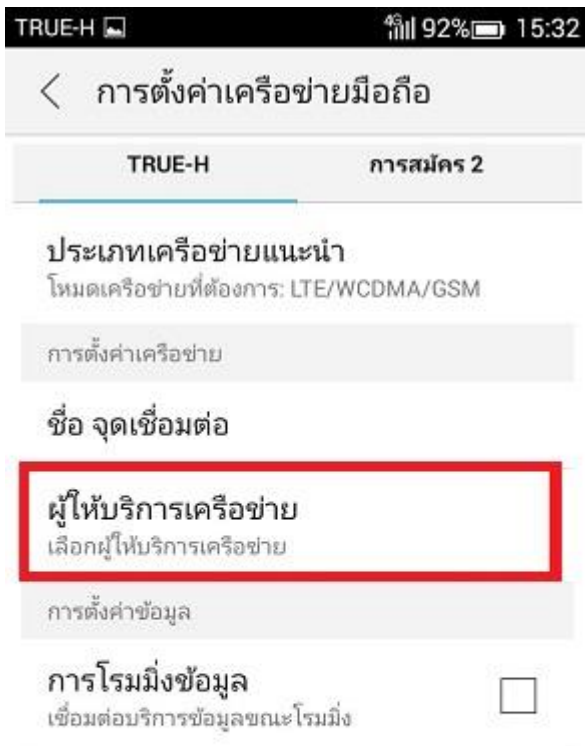 TRUE-H 4G 92% 15:32
การตั้งค่าเครือข่ายมือถือ
TRUE-H การสมัคร 2
ประเภทเครือข่ายแนะนำ
โหมดเครือข่ายที่ต้องการ: LTE/WCDMA/GSM
การตั้งค่าเครือข่าย
ชื่อ จุดเชื่อมต่อ
ผู้ให้บริการเครือข่าย
เลือกผู้ให้บริการเครือข่าย
การตั้งค่าข้อมูล
การโรมมิ่งข้อมูล
เชื่อมต่อบริการข้อมูลขณะโรมมิ่ง